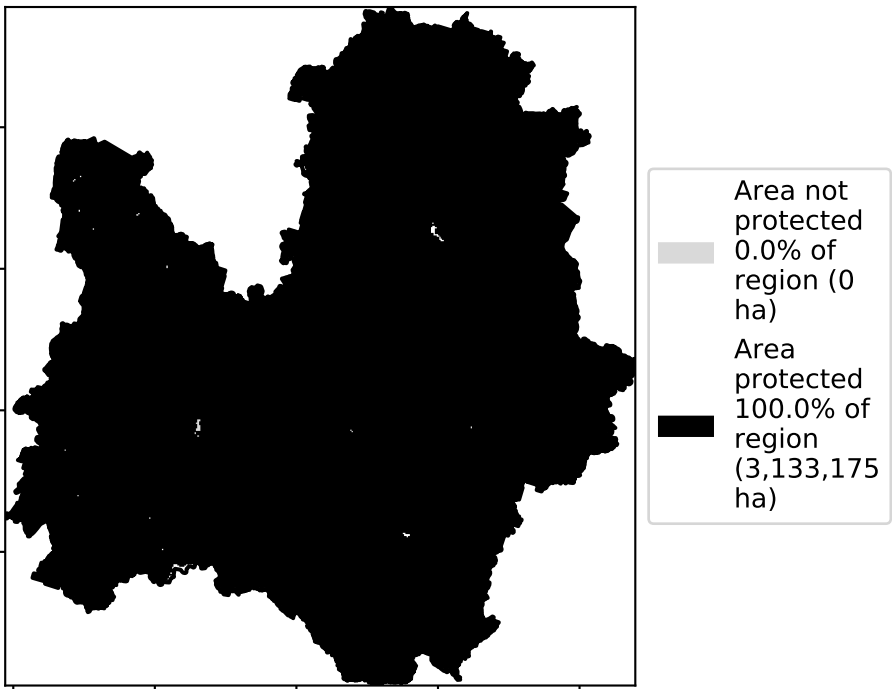 Area not
protected
0.0% of
region (0
ha)
Area
protected
100.0% of
region
(3,133,175
ha)